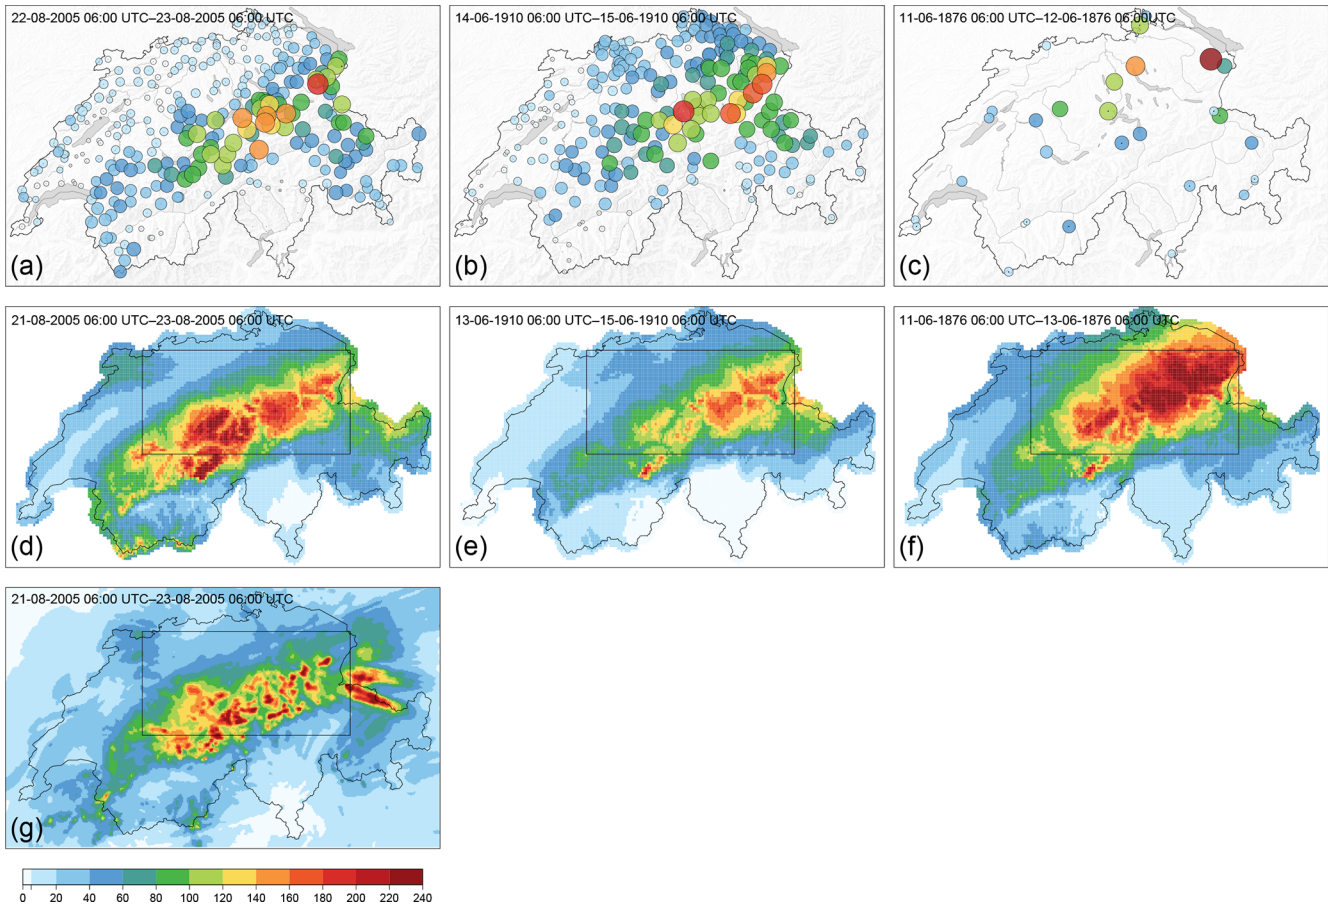 22-08-2005 06:00 UTC–23-08-2005 06:00 UTC
(a)
14-06-1910 06:00 UTC–15-06-1910 06:00 UTC
(b)
11-06-1876 06:00 UTC–12-06-1876 06:00 UTC
(c)
21-08-2005 06:00 UTC–23-08-2005 06:00 UTC
(d)
13-06-1910 06:00 UTC–15-06-1910 06:00 UTC
(e)
11-06-1876 06:00 UTC–13-06-1876 06:00 UTC
(f)
21-08-2005 06:00 UTC–23-08-2005 06:00 UTC
(g)
0 20 40 60 80 100 120 140 160 180 200 220 240